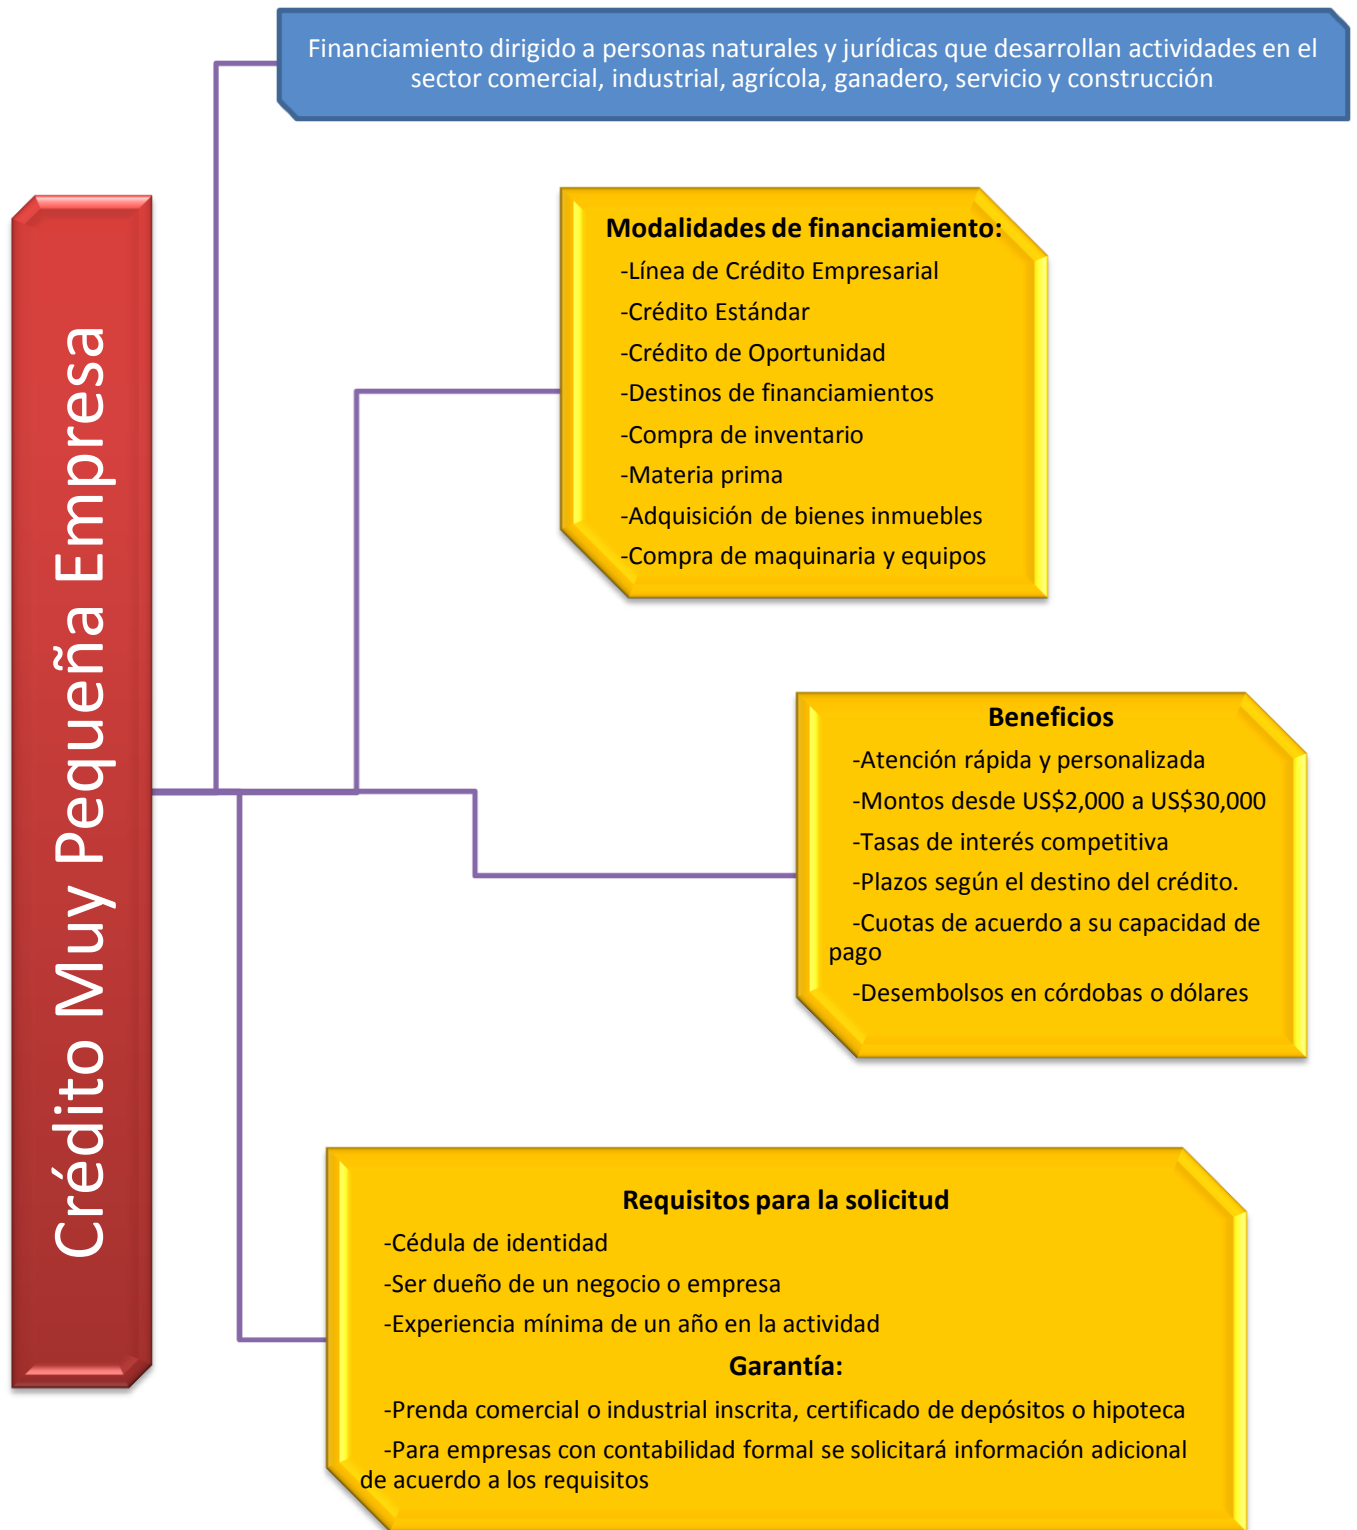 Financiamiento dirigido a personas naturales y jurídicas que desarrollan actividades en el
sector comercial, industrial, agrícola, ganadero, servicio y construcción
Crédito Muy Pequeña Empresa
Modalidades de financiamiento:
-Línea de Crédito Empresarial
-Crédito Estándar
-Crédito de Oportunidad
-Destinos de financiamientos
-Compra de inventario
-Materia prima
-Adquisición de bienes inmuebles
-Compra de maquinaria y equipos
Beneficios
-Atención rápida y personalizada
-Montos desde US$2,000 a US$30,000
-Tasas de interés competitiva
-Plazos según el destino del crédito.
-Cuotas de acuerdo a su capacidad de
pago
-Desembolsos en córdobas o dólares
Requisitos para la solicitud
-Cédula de identidad
-Ser dueño de un negocio o empresa
-Experiencia mínima de un año en la actividad
Garantía:
-Prenda comercial o industrial inscrita, certificado de depósitos o hipoteca
-Para empresas con contabilidad formal se solicitará información adicional
de acuerdo a los requisitos